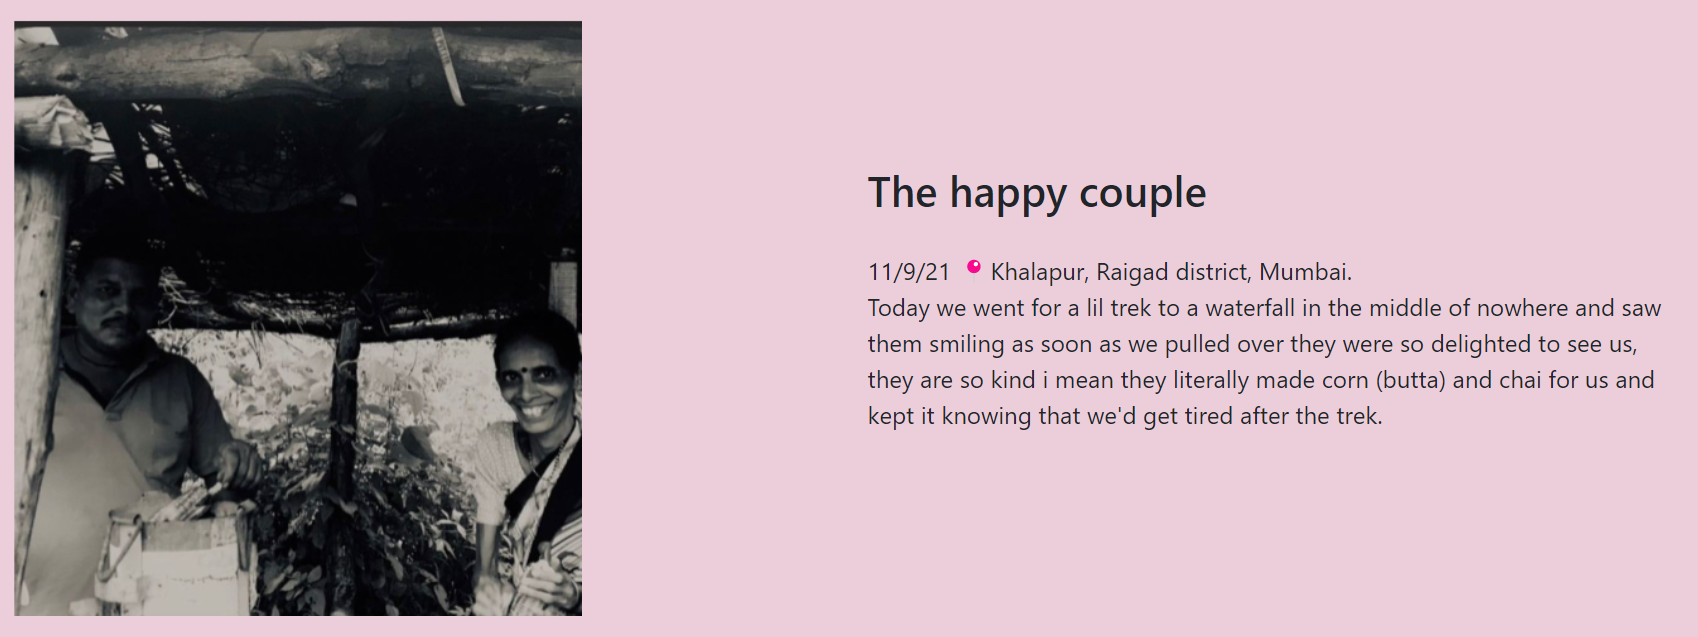 The happy couple
11/9/21 Khalapur, Raigad district, Mumbai.
Today we went for a lil trek to a waterfall in the middle of nowhere and saw
them smiling as soon as we pulled over they were so delighted to see us,
they are so kind i mean they literally made corn (butta) and chai for us and
kept it knowing that we'd get tired after the trek.